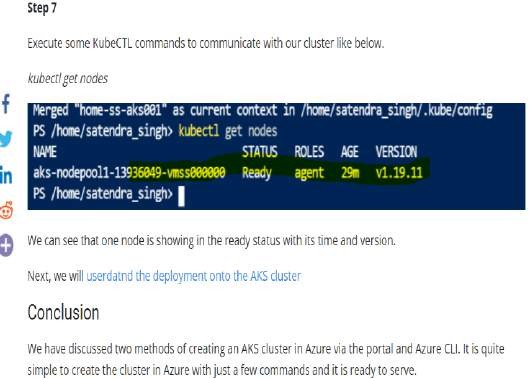 Step 7
Execute some KubeCTL commands to communicate with our cluster like below.
kubectl get nodes
Merged "home-ss-aks001" as current context in /home/satendra_singh/.kube/config
PS /home/satendra_singh> kubectl get nodes
NAME STATUS ROLES AGE VERSION
aks-nodepool1-13936049-vmss000000 Ready agent 29m v1.19.11
PS /home/satendra_singh>
We can see that one node is showing in the ready status with its time and version.
Next, we will userdatnd the deployment onto the AKS cluster
Conclusion
We have discussed two methods of creating an AKS cluster in Azure via the portal and Azure CLI. It is quite
simple to create the cluster in Azure with just a few commands and it is ready to serve.